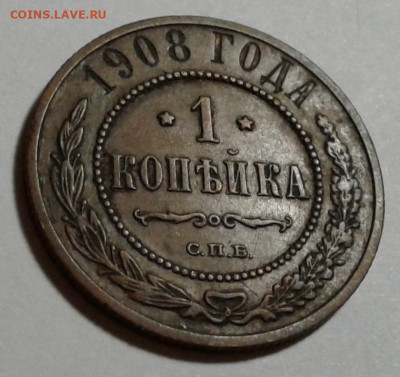 COINS.LAVE.RU
1908 ГОДА
* 1 *
КОПѢЙКА
С.П.Б.